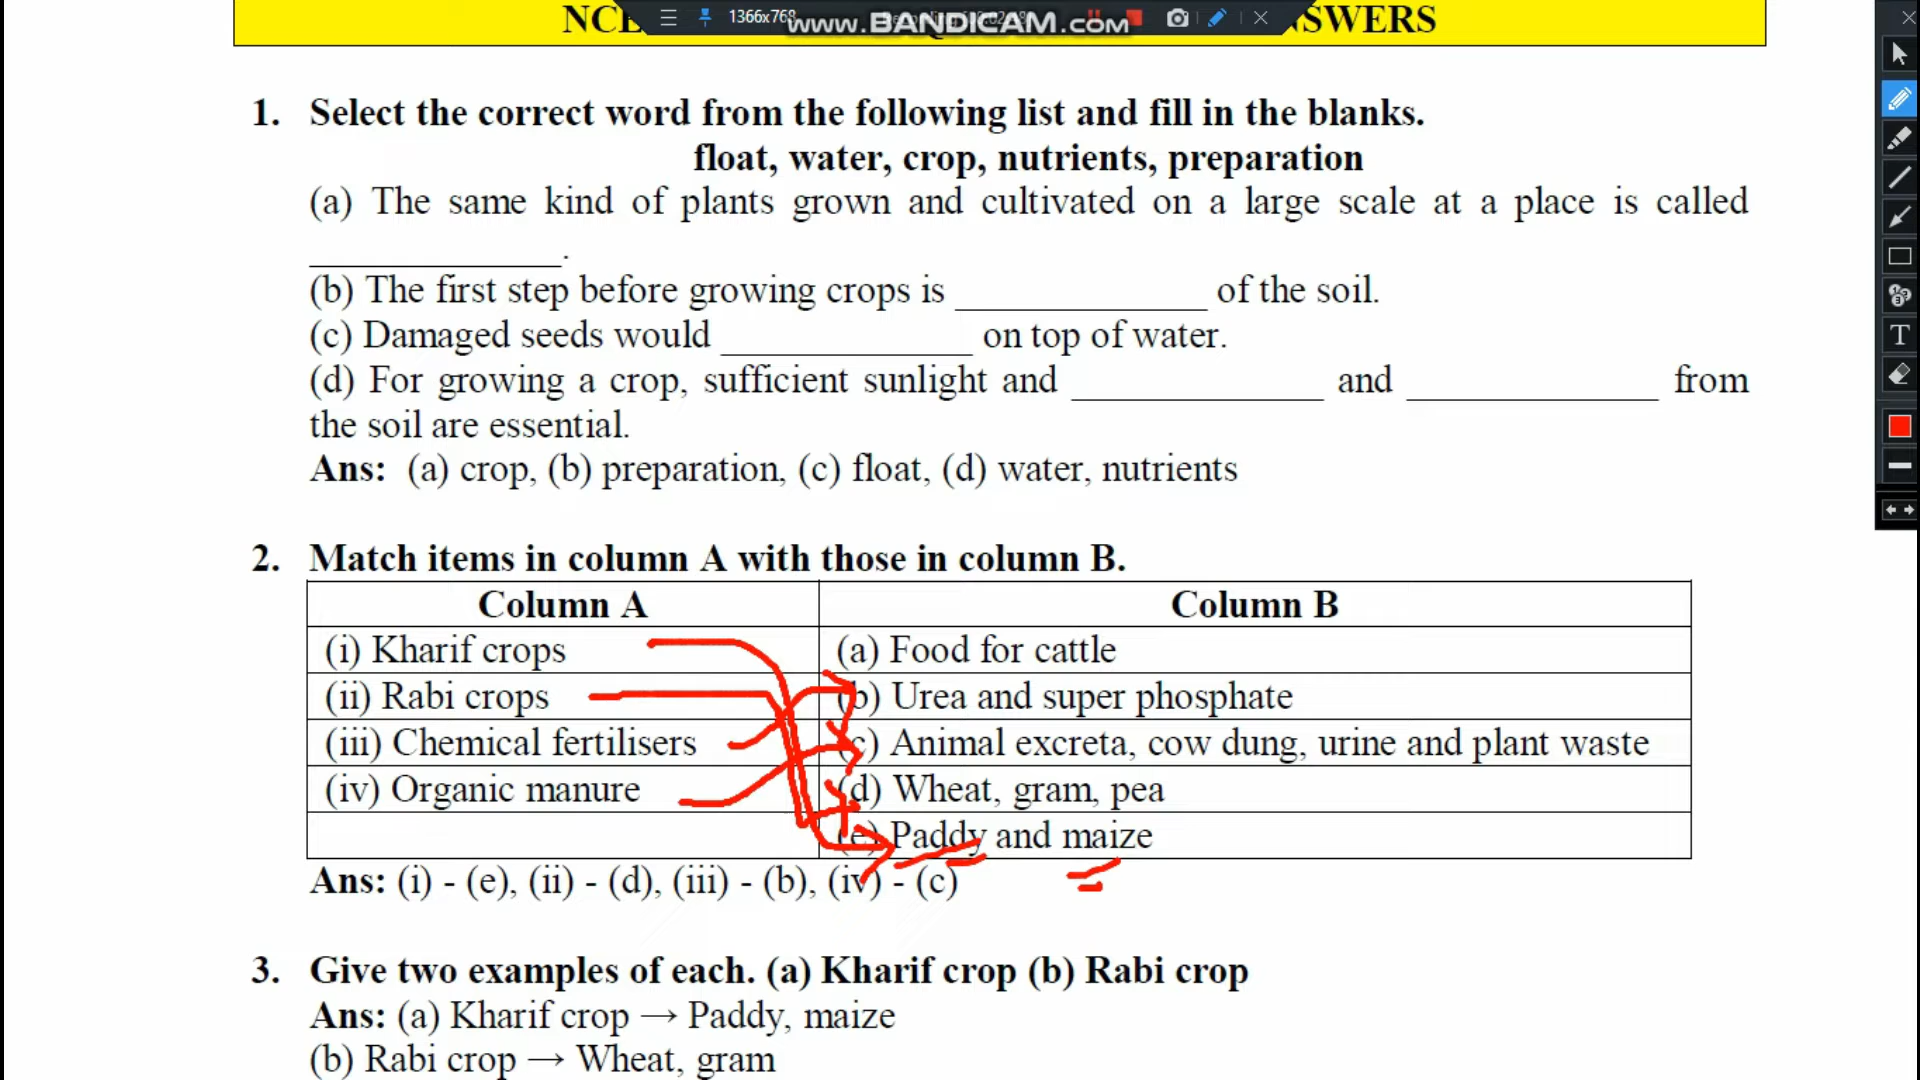 1366x768
www.BANDICAM.com
NSWERS
1. Select the correct word from the following list and fill in the blanks.
float, water, crop, nutrients, preparation
(a) The same kind of plants grown and cultivated on a large scale at a place is called
_____________.
(b) The first step before growing crops is _____________ of the soil.
(c) Damaged seeds would _____________ on top of water.
(d) For growing a crop, sufficient sunlight and _____________ and _____________ from
the soil are essential.
Ans: (a) crop, (b) preparation, (c) float, (d) water, nutrients
2. Match items in column A with those in column B.
Column A Column B
(i) Kharif crops (a) Food for cattle
(ii) Rabi crops (b) Urea and super phosphate
(iii) Chemical fertilisers (c) Animal excreta, cow dung, urine and plant waste
(iv) Organic manure (d) Wheat, gram, pea
(e) Paddy and maize
Ans: (i) - (e), (ii) - (d), (iii) - (b), (iv) - (c)
3. Give two examples of each. (a) Kharif crop (b) Rabi crop
Ans: (a) Kharif crop → Paddy, maize
(b) Rabi crop → Wheat, gram